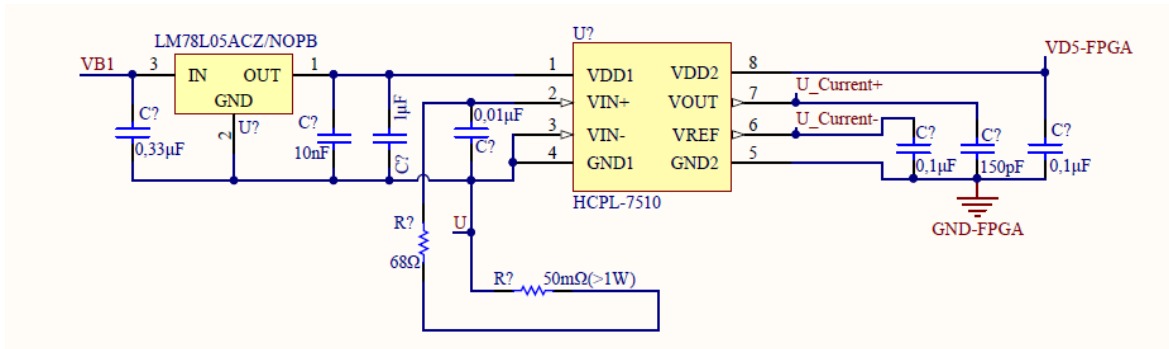 U?
LM78L05ACZ/NOPB
VD5-FPGA
VB1
3
IN
OUT
1
GND
2
U?
C?
0,33µF
C?
10nF
1µF
C?
0,01µF
C?
1
VDD1
2
VIN+
3
VIN-
4
GND1
VDD2
8
VOUT
7
VREF
6
GND2
5
HCPL-7510
U_Current+
U_Current-
C?
0,1µF
C?
150pF
C?
0,1µF
GND-FPGA
R?
68Ω
U
R?
50mΩ(>1W)